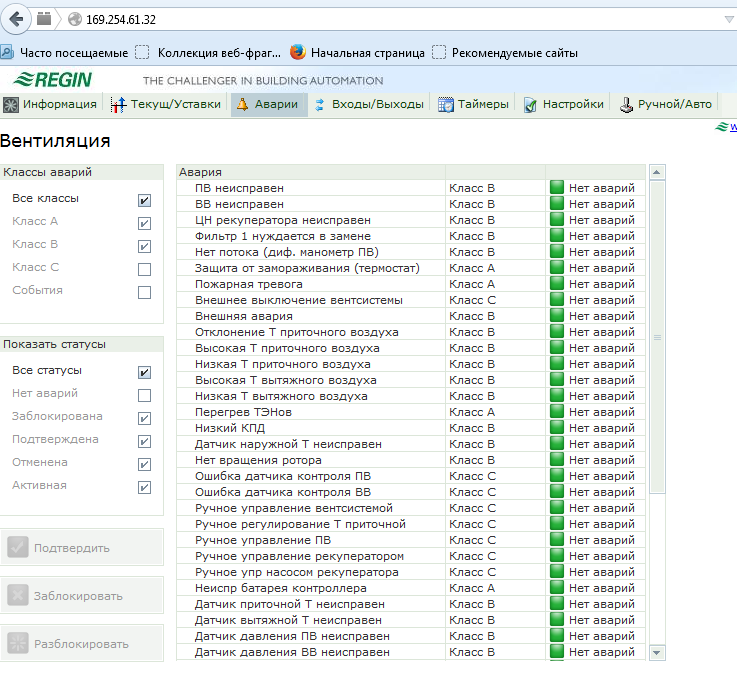 169.254.61.32
Часто посещаемые Коллекция веб-фраг... Начальная страница Рекомендуемые сайты
REGIN THE CHALLENGER IN BUILDING AUTOMATION
Информация Текущ/Уставки Аварии Входы/Выходы Таймеры Настройки Ручной/Авто
w
Вентиляция
Классы аварий
Все классы
Класс A
Класс B
Класс C
События
Показать статусы
Все статусы
Нет аварий
Заблокирована
Подтверждена
Отменена
Активная
Подтвердить
Заблокировать
Разблокировать
Авария
ПВ неисправен Класс B Нет аварий
ВВ неисправен Класс B Нет аварий
ЦН рекуператора неисправен Класс B Нет аварий
Фильтр 1 нуждается в замене Класс B Нет аварий
Нет потока (диф. манометр ПВ) Класс B Нет аварий
Защита от замораживания (термостат) Класс A Нет аварий
Пожарная тревога Класс A Нет аварий
Внешнее выключение вентсистемы Класс C Нет аварий
Внешняя авария Класс B Нет аварий
Отклонение Т приточного воздуха Класс B Нет аварий
Высокая Т приточного воздуха Класс B Нет аварий
Низкая Т приточного воздуха Класс B Нет аварий
Высокая Т вытяжного воздуха Класс B Нет аварий
Низкая Т вытяжного воздуха Класс B Нет аварий
Перегрев ТЭНов Класс A Нет аварий
Низкий КПД Класс B Нет аварий
Датчик наружной Т неисправен Класс B Нет аварий
Нет вращения ротора Класс B Нет аварий
Ошибка датчика контроля ПВ Класс C Нет аварий
Ошибка датчика контроля ВВ Класс C Нет аварий
Ручное управление вентсистемой Класс C Нет аварий
Ручное регулирование Т приточной Класс C Нет аварий
Ручное управление ПВ Класс C Нет аварий
Ручное управление рекуператором Класс C Нет аварий
Ручное упр насосом рекуператора Класс C Нет аварий
Неиспр батарея контроллера Класс A Нет аварий
Датчик приточной Т неисправен Класс B Нет аварий
Датчик вытяжной Т неисправен Класс B Нет аварий
Датчик давления ПВ неисправен Класс B Нет аварий
Датчик давления ВВ неисправен Класс B Нет аварий